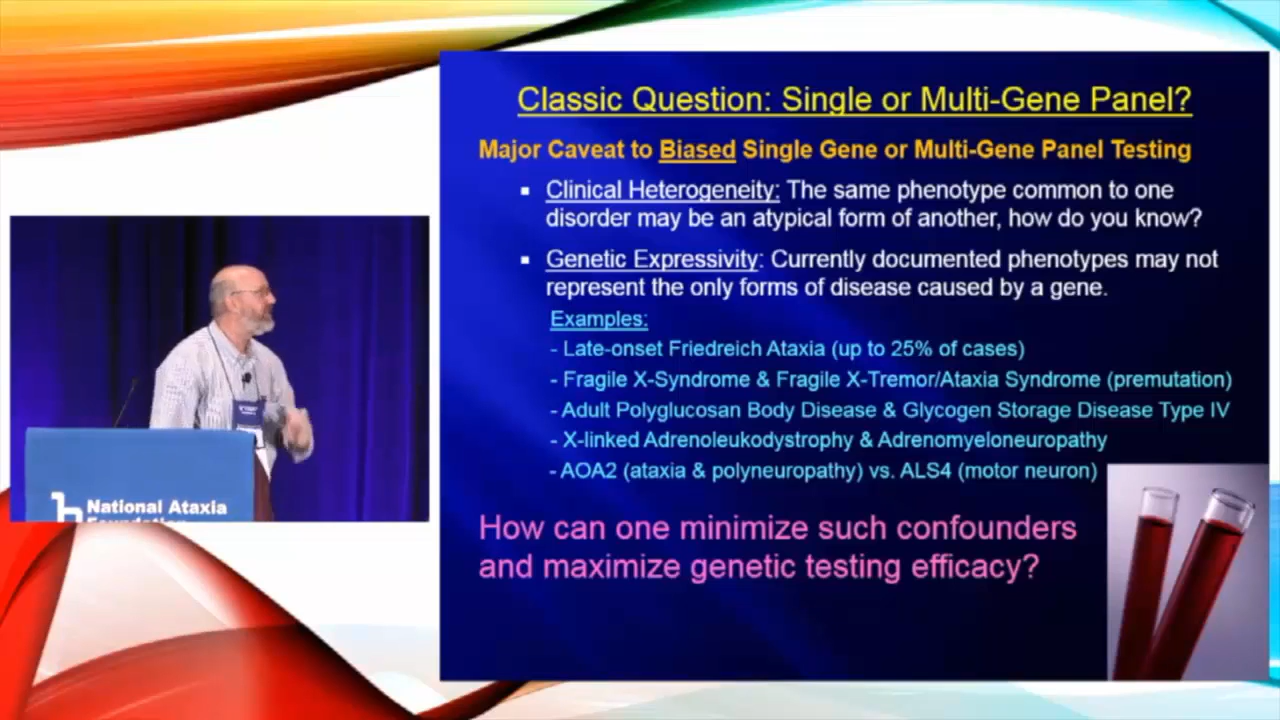 Classic Question: Single or Multi-Gene Panel?
Major Caveat to Biased Single Gene or Multi-Gene Panel Testing
▪ Clinical Heterogeneity: The same phenotype common to one
disorder may be an atypical form of another, how do you know?
▪ Genetic Expressivity: Currently documented phenotypes may not
represent the only forms of disease caused by a gene.
Examples:
- Late-onset Friedreich Ataxia (up to 25% of cases)
- Fragile X-Syndrome & Fragile X-Tremor/Ataxia Syndrome (premutation)
- Adult Polyglucosan Body Disease & Glycogen Storage Disease Type IV
- X-linked Adrenoleukodystrophy & Adrenomyeloneuropathy
- AOA2 (ataxia & polyneuropathy) vs. ALS4 (motor neuron)
How can one minimize such confounders
and maximize genetic testing efficacy?
National Ataxia
Foundation